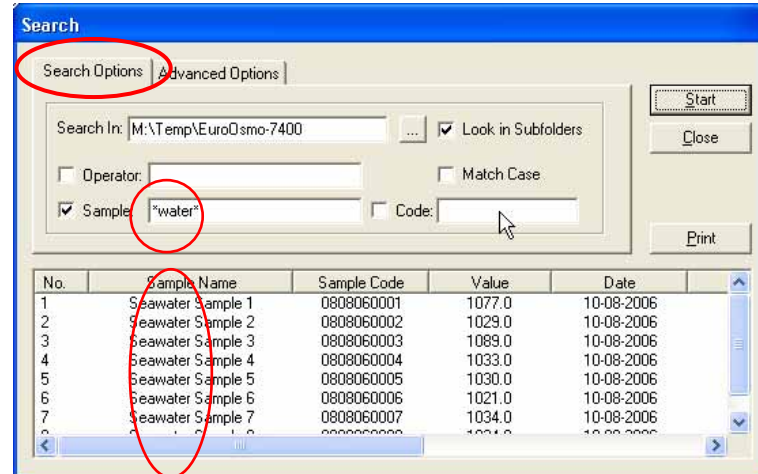 Search
Search Options Advanced Options
Start
Search In: M:\Temp\EuroOsmo-7400 ... Look in Subfolders
Close
Operator: Match Case
Sample: *water* Code:
Print
No. Sample Name Sample Code Value Date
1 Seawater Sample 1 0808060001 1077.0 10-08-2006
2 Seawater Sample 2 0808060002 1029.0 10-08-2006
3 Seawater Sample 3 0808060003 1089.0 10-08-2006
4 Seawater Sample 4 0808060004 1033.0 10-08-2006
5 Seawater Sample 5 0808060005 1030.0 10-08-2006
6 Seawater Sample 6 0808060006 1021.0 10-08-2006
7 Seawater Sample 7 0808060007 1034.0 10-08-2006